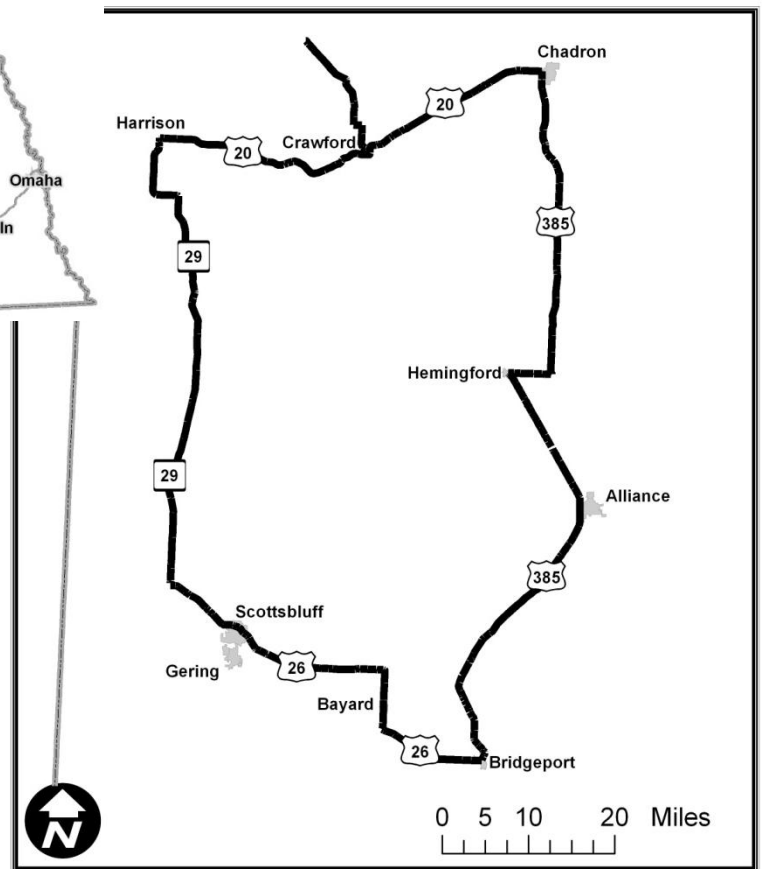 Chadron
20
Harrison
Crawford
20
Omaha
ln
385
29
Hemingford
29
Alliance
385
Scottsbluff
Gering
26
Bayard
26
Bridgeport
N
0 5 10 20 Miles